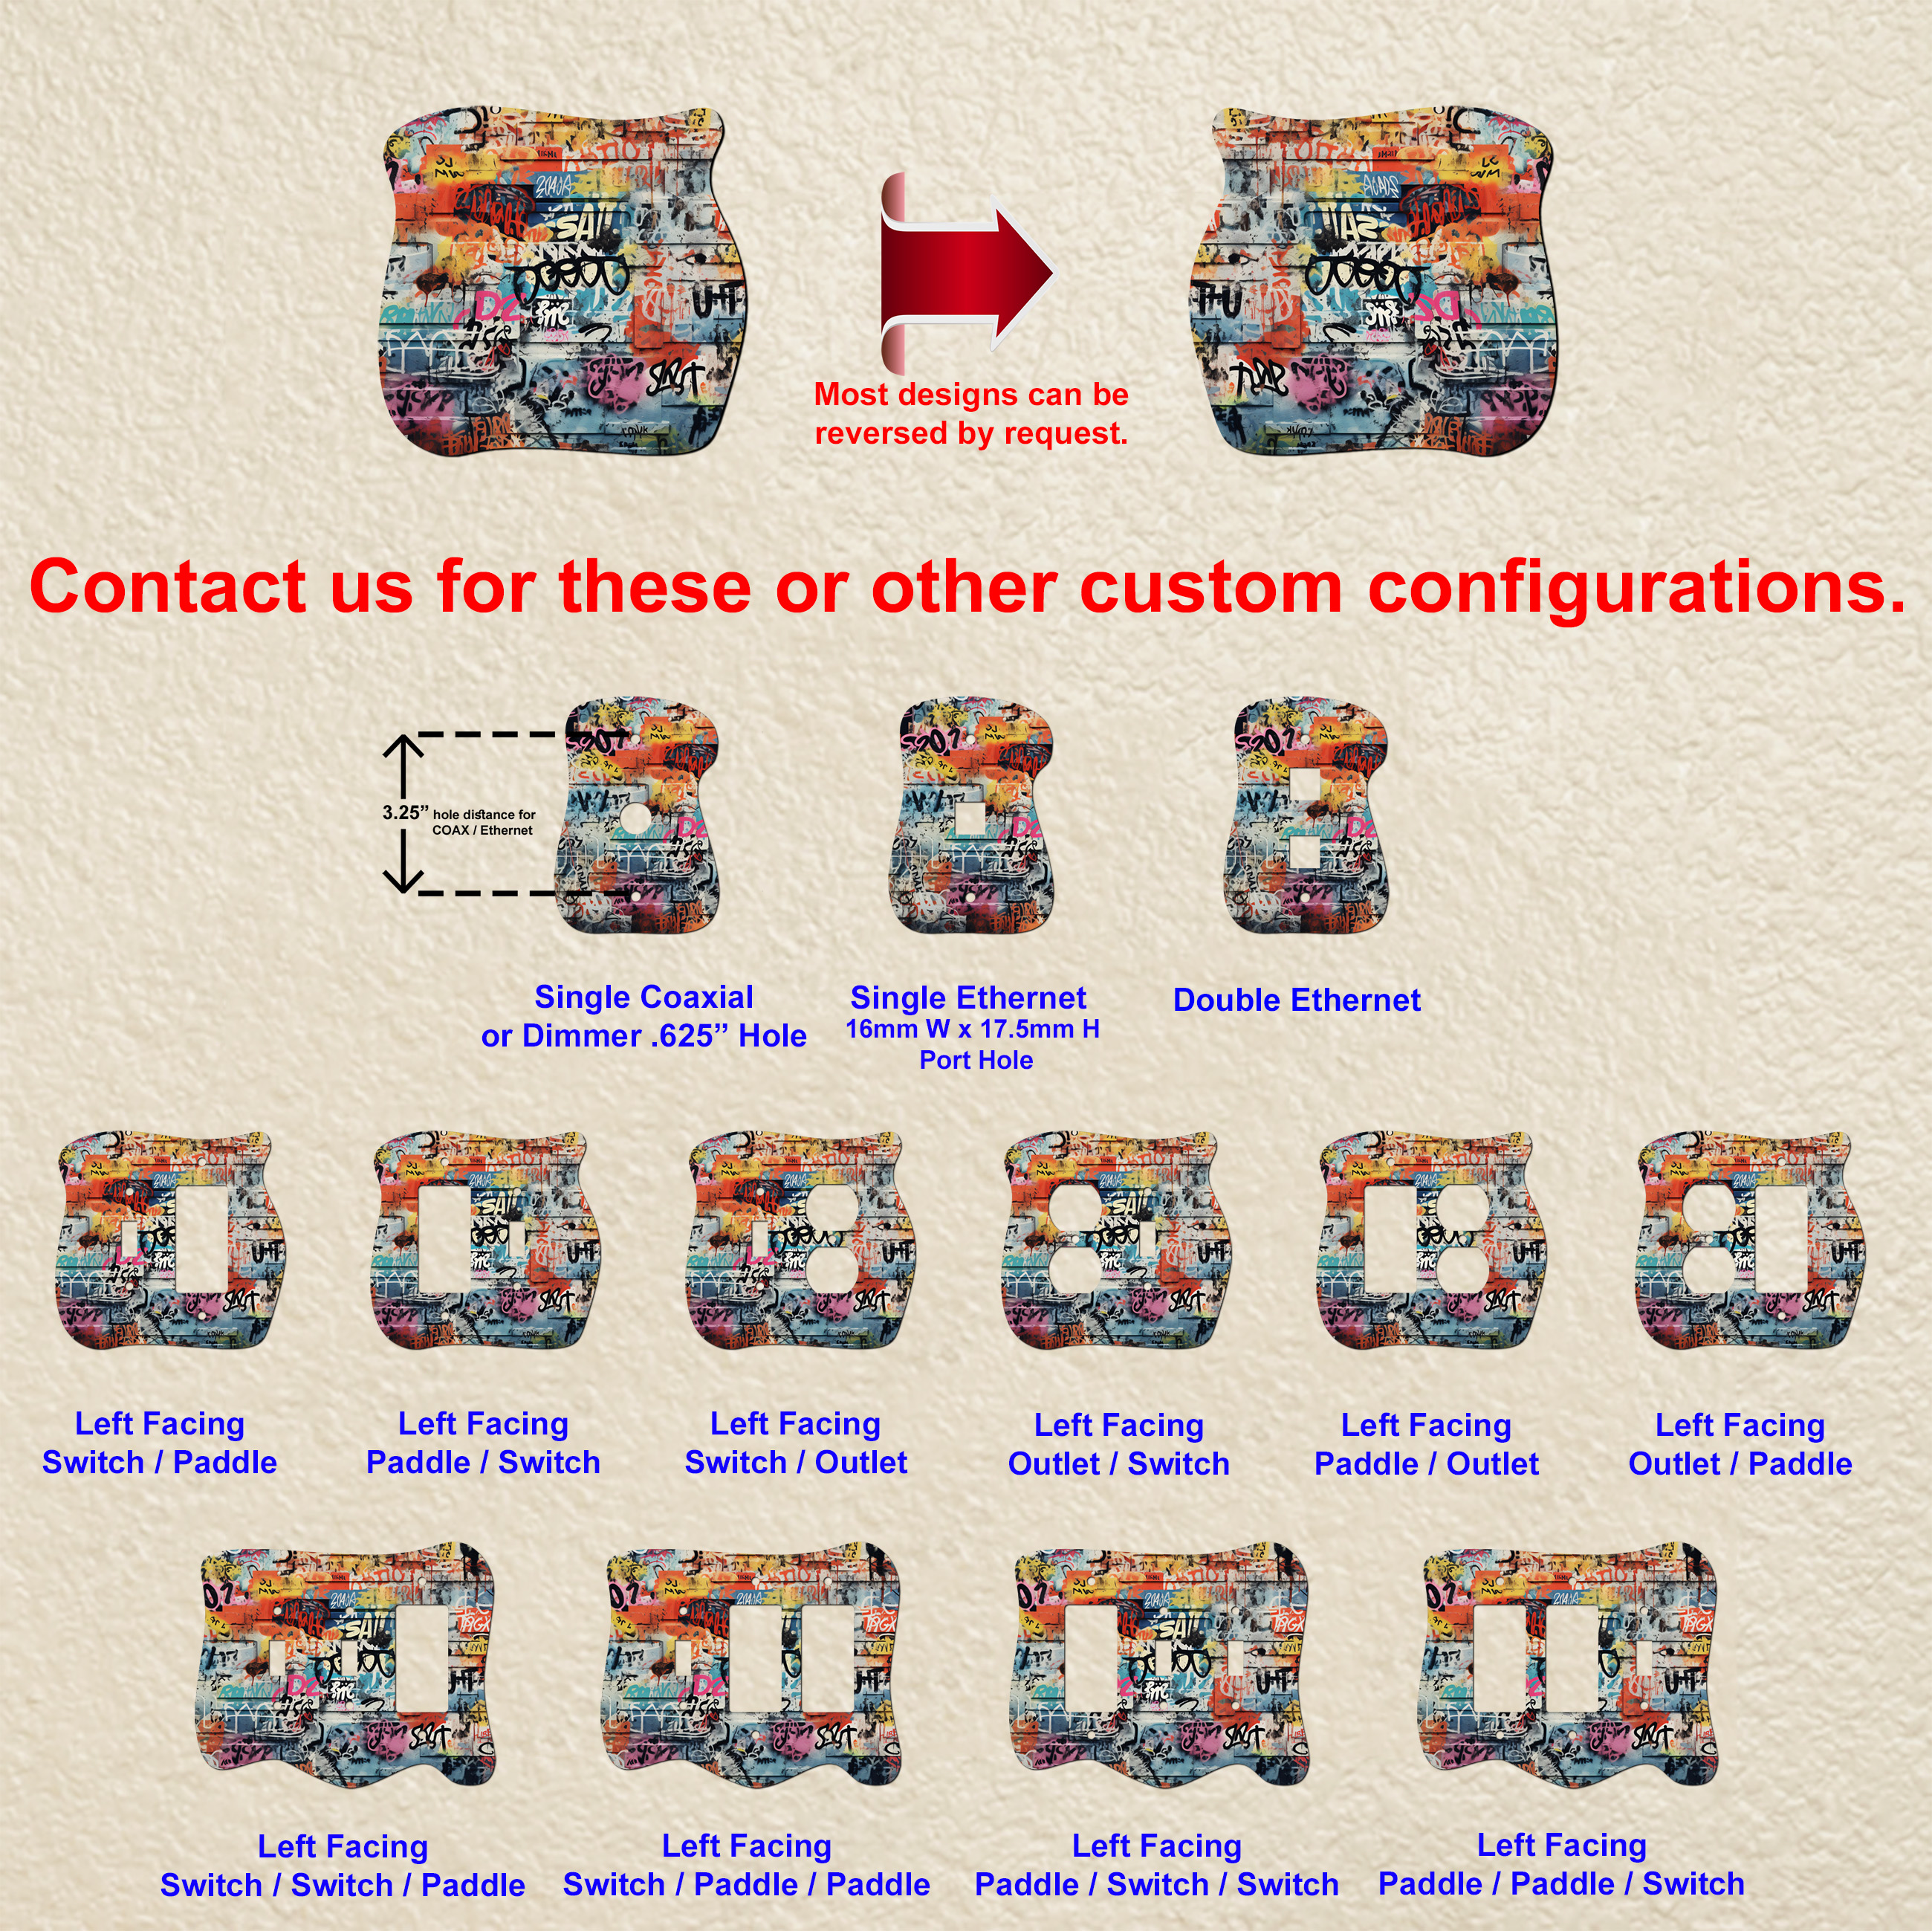 Most designs can be
reversed by request.
Contact us for these or other custom configurations.
3.25” hole distance for
COAX / Ethernet
Single Coaxial
or Dimmer .625” Hole
Single Ethernet
16mm W x 17.5mm H
Port Hole
Double Ethernet
Left Facing
Switch / Paddle
Left Facing
Paddle / Switch
Left Facing
Switch / Outlet
Left Facing
Outlet / Switch
Left Facing
Paddle / Outlet
Left Facing
Outlet / Paddle
Left Facing
Switch / Switch / Paddle
Left Facing
Switch / Paddle / Paddle
Left Facing
Paddle / Switch / Switch
Left Facing
Paddle / Paddle / Switch